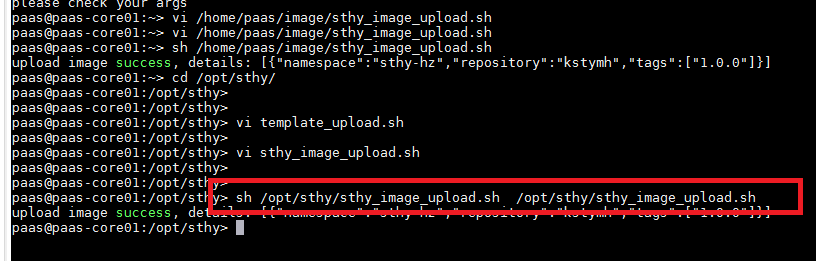 please check your args
paas@paas-core01:~> vi /home/paas/image/sthy_image_upload.sh
paas@paas-core01:~> vi /home/paas/image/sthy_image_upload.sh
paas@paas-core01:~> sh /home/paas/image/sthy_image_upload.sh
upload image success, details: [{"namespace":"sthy-hz","repository":"kstymh","tags":["1.0.0"]}]
paas@paas-core01:~> cd /opt/sthy/
paas@paas-core01:/opt/sthy>
paas@paas-core01:/opt/sthy>
paas@paas-core01:/opt/sthy> vi template_upload.sh
paas@paas-core01:/opt/sthy>
paas@paas-core01:/opt/sthy> vi sthy_image_upload.sh
paas@paas-core01:/opt/sthy>
paas@paas-core01:/opt/sthy>
paas@paas-core01:/opt/sthy> sh /opt/sthy/sthy_image_upload.sh  /opt/sthy/sthy_image_upload.sh
upload image success, details: [{"namespace":"sthy-hz","repository":"kstymh","tags":["1.0.0"]}]
paas@paas-core01:/opt/sthy>